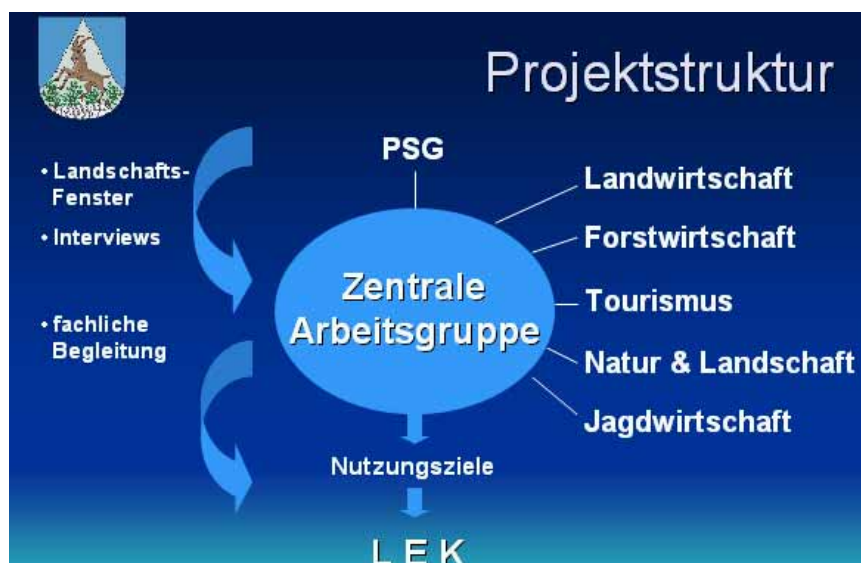 Projektstruktur
• Landschafts-
Fenster
• Interviews
• fachliche
Begleitung
PSG
Zentrale
Arbeitsgruppe
Landwirtschaft
Forstwirtschaft
Tourismus
Natur & Landschaft
Jagdwirtschaft
Nutzungsziele
L E K